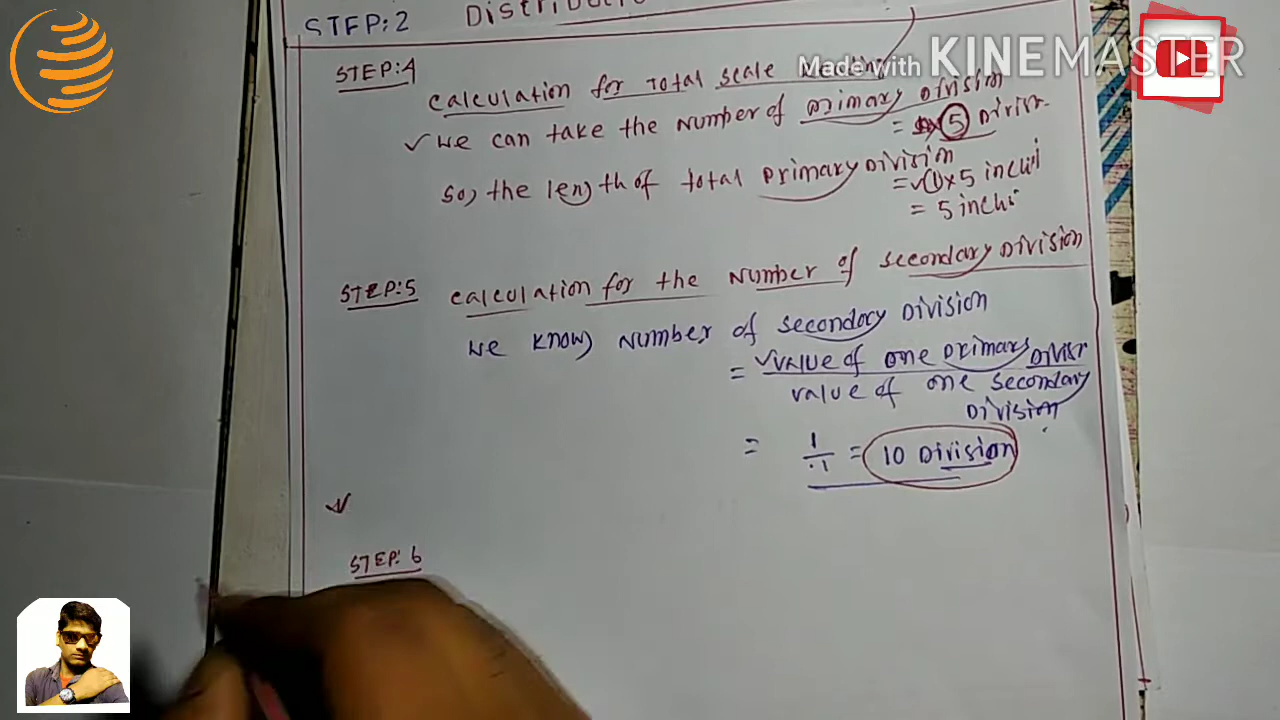 STEP:2 Distributi
Made with KINEMASTER
STEP:4
calculation for Total scale
✓ we can take the number of primary Division
= 5 Division
so, the length of total primary Division
= ✓ 1 × 5 inch
= 5 inch
STEP:5 calculation for the Number of secondary Division
we know, number of secondary Division
= ✓ value of one primary Divisi
value of one secondary
Division
= 1/.1 = 10 Division
✓
STEP: 6